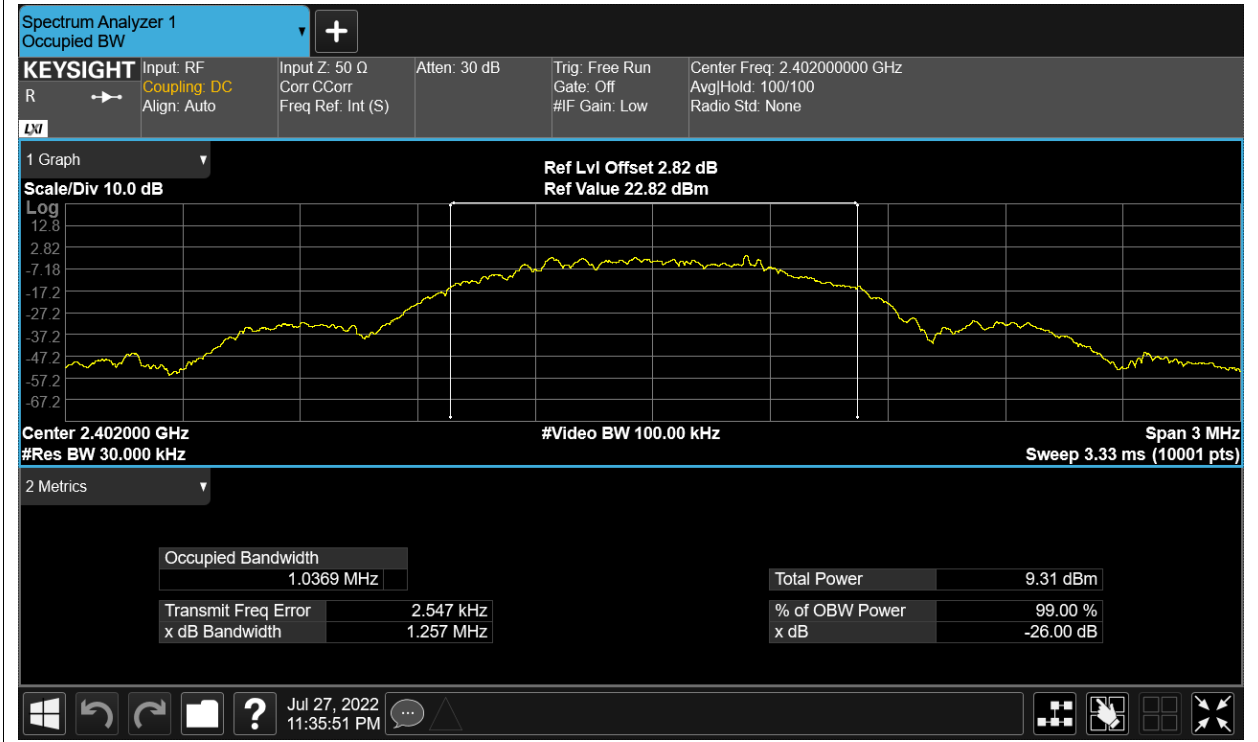 Spectrum Analyzer 1
Occupied BW
KEYSIGHT
R
LXI
Input: RF
Coupling: DC
Align: Auto
Input Z: 50 Ω
Corr CCorr
Freq Ref: Int (S)
Atten: 30 dB
Trig: Free Run
Gate: Off
#IF Gain: Low
Center Freq: 2.402000000 GHz
Avg|Hold: 100/100
Radio Std: None
1 Graph
Scale/Div 10.0 dB
Ref Lvl Offset 2.82 dB
Ref Value 22.82 dBm
Log
12.8
2.82
-7.18
-17.2
-27.2
-37.2
-47.2
-57.2
-67.2
Center 2.402000 GHz
#Res BW 30.000 kHz
#Video BW 100.00 kHz
Span 3 MHz
Sweep 3.33 ms (10001 pts)
2 Metrics
Occupied Bandwidth
1.0369 MHz
Transmit Freq Error 2.547 kHz
x dB Bandwidth 1.257 MHz
Total Power 9.31 dBm
% of OBW Power 99.00 %
x dB -26.00 dB
?
Jul 27, 2022
11:35:51 PM